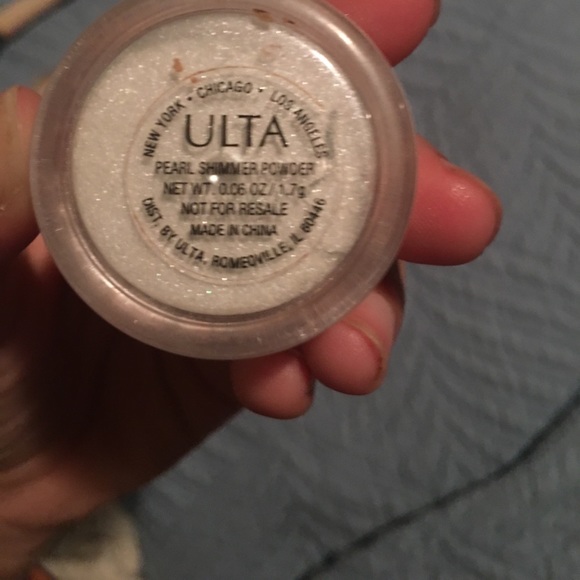 NEW YORK • CHICAGO • LOS ANGELES
ULTA
PEARL SHIMMER POWDER
NET WT. 0.06 OZ/ 1.7g
NOT FOR RESALE
MADE IN CHINA
DIST. BY ULTA, ROMEOVILLE, IL 60446